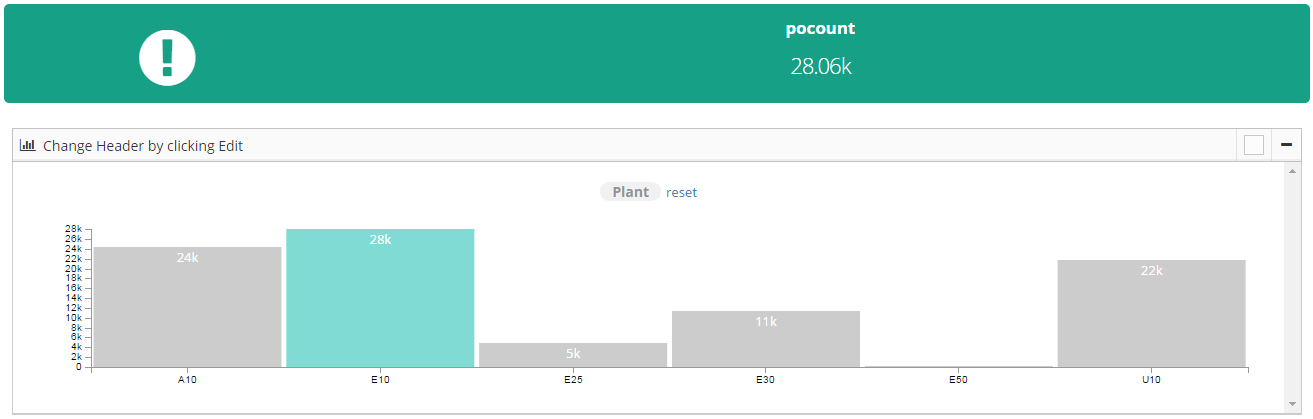 pocount
28.06k
Change Header by clicking Edit
Plant reset
28k
26k
24k
22k
20k
18k
16k
14k
12k
10k
8k
6k
4k
2k
0
24k
28k
5k
11k
22k
A10 E10 E25 E30 E50 U10